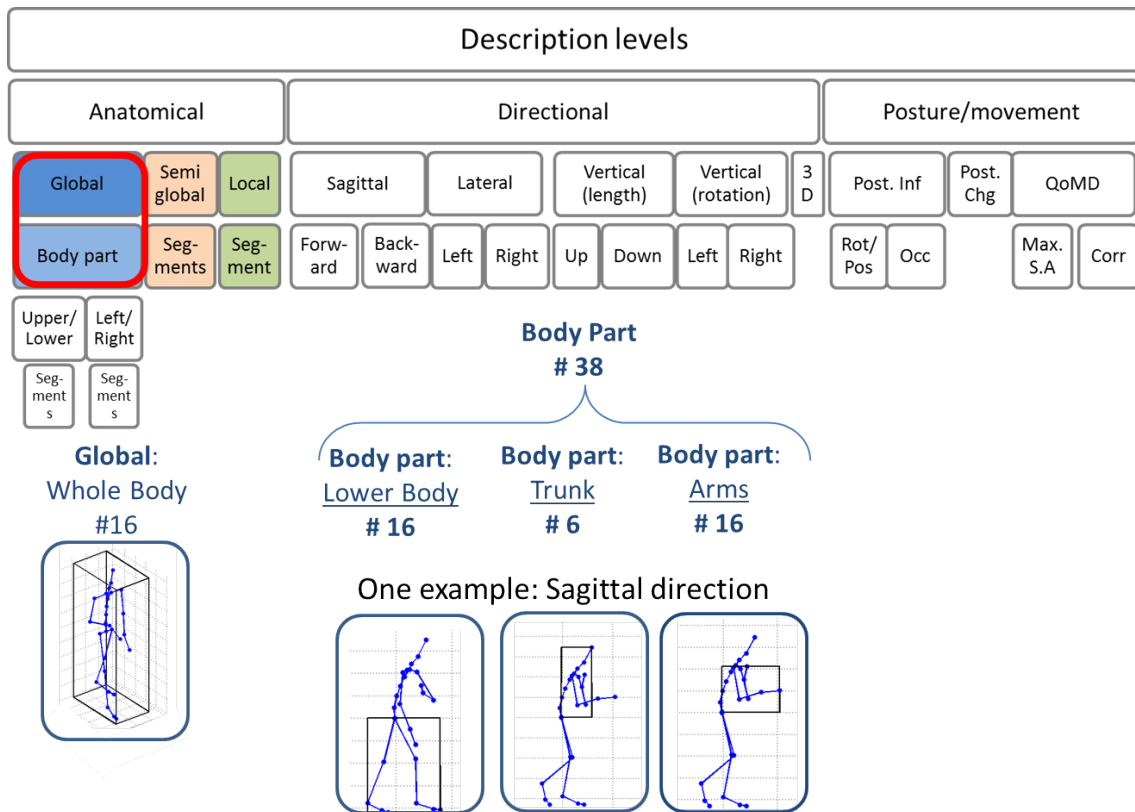 Description levels
Anatomical
Directional
Posture/movement
Global
Semi
global
Local
Sagittal
Lateral
Vertical
(length)
Vertical
(rotation)
3
D
Post. Inf
Post.
Chg
QoMD
Body part
Seg-
ments
Seg-
ment
Forw-
ard
Back-
ward
Left
Right
Up
Down
Left
Right
Rot/
Pos
Occ
Max.
S.A
Corr
Upper/
Lower
Left/
Right
Seg-
ment
s
Seg-
ment
s
Body Part
# 38
Global:
Whole Body
#16
Body part:
Lower Body
# 16
Body part:
Trunk
# 6
Body part:
Arms
# 16
One example: Sagittal direction